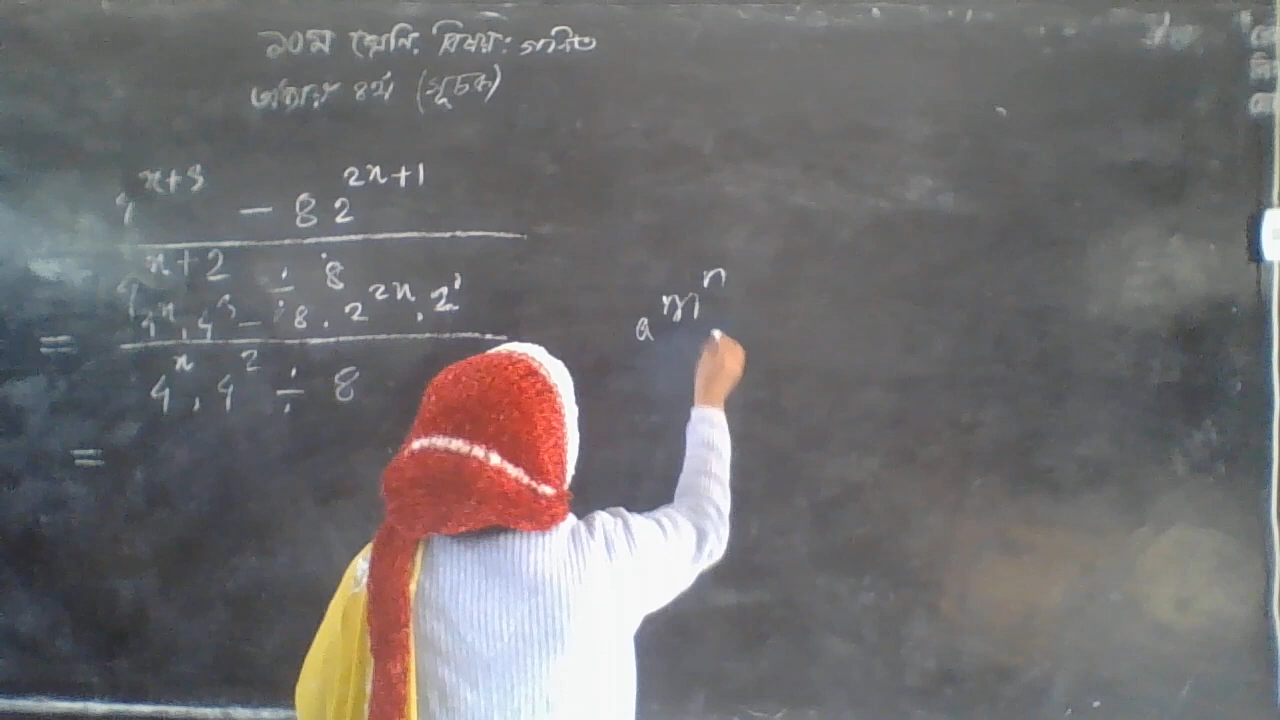 ১০ম শ্রেনি. বিষয়: গনিত
অধ্যায় ৪র্থ (সূচক)
4^{x+3} - 8 2^{2x+1}
4^{x+2} ÷ 8
= 4^x . 4^3 - 8 . 2^{2x} . 2^1
4^x . 4^2 ÷ 8
=
a^{m^n}